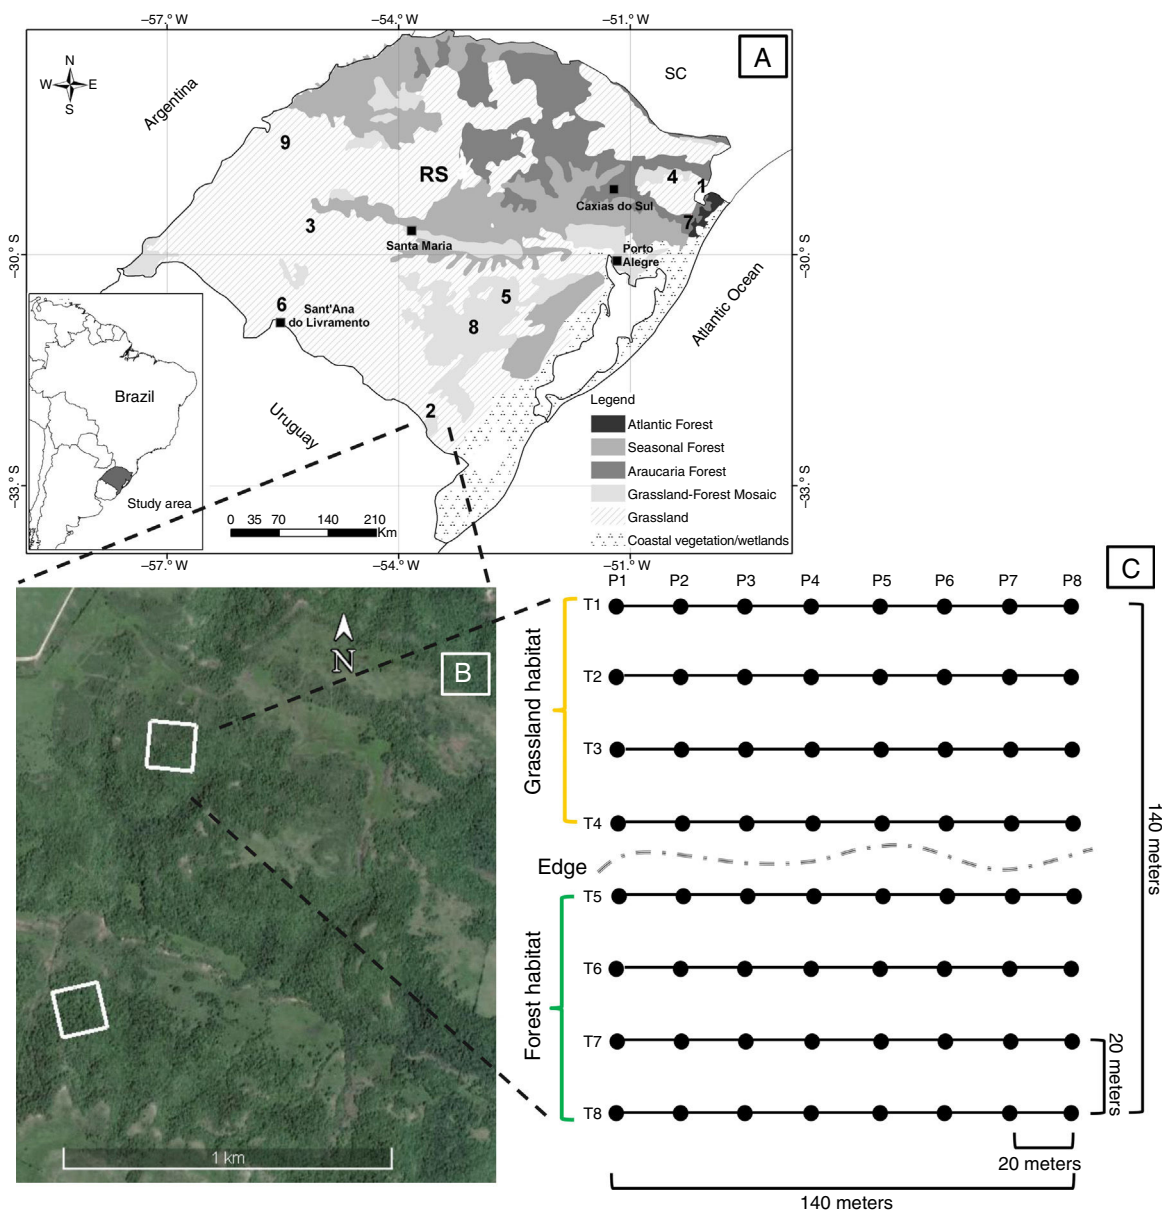 −57.° W
−54.° W
−51.° W
A
N
W E
S
SC
Argentina
9
RS
4
1
Caxias do Sul
7
3
Santa Maria
−30.° S
−30.° S
Porto
Alegre
6
Sant'Ana
do Livramento
5
8
Atlantic Ocean
Brazil
Uruguay
2
Legend
Atlantic Forest
Seasonal Forest
Araucaria Forest
Grassland-Forest Mosaic
Grassland
Coastal vegetation/wetlands
Study area
−33.° S
−33.° S
0 35 70 140 210
Km
−57.° W
−54.° W
−51.° W
B
N
1 km
C
P1 P2 P3 P4 P5 P6 P7 P8
T1
T2
T3
T4
Grassland habitat
Edge
T5
T6
T7
T8
Forest habitat
140 meters
20 meters
20 meters
140 meters